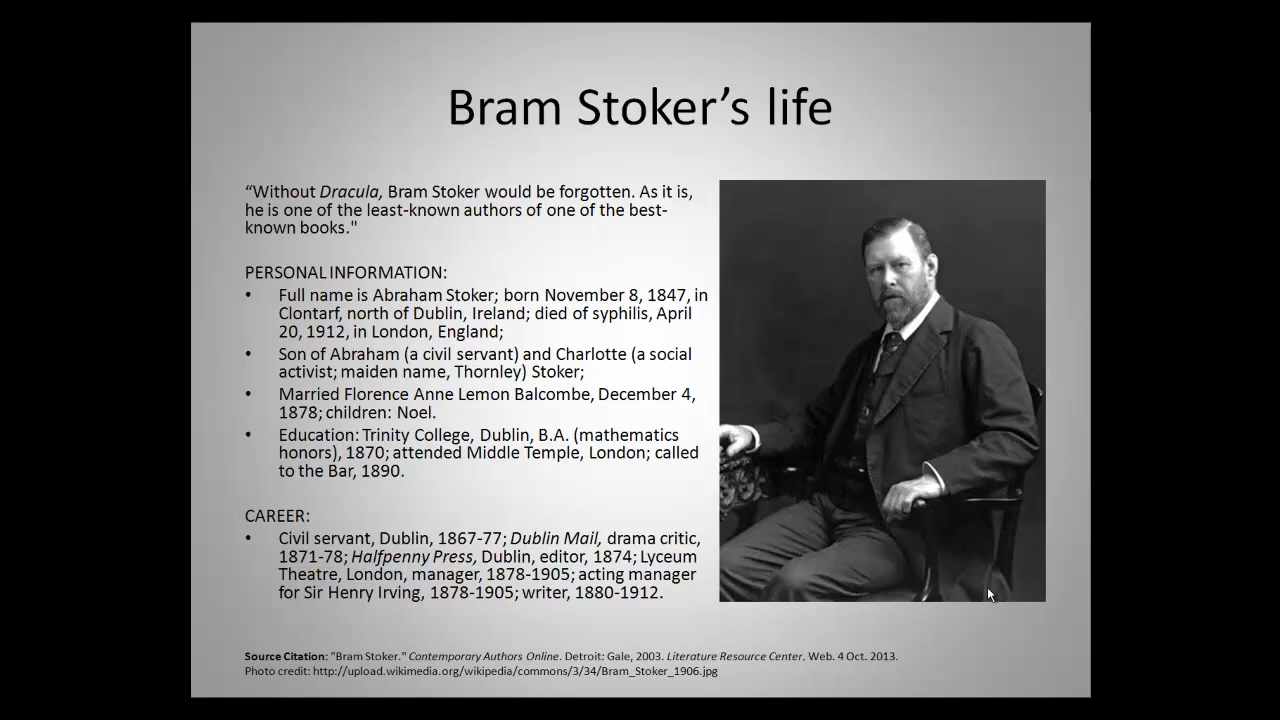 Bram Stoker’s life
“Without Dracula, Bram Stoker would be forgotten. As it is,
he is one of the least-known authors of one of the best-
known books."
PERSONAL INFORMATION:
• Full name is Abraham Stoker; born November 8, 1847, in
Clontarf, north of Dublin, Ireland; died of syphilis, April
20, 1912, in London, England;
• Son of Abraham (a civil servant) and Charlotte (a social
activist; maiden name, Thornley) Stoker;
• Married Florence Anne Lemon Balcombe, December 4,
1878; children: Noel.
• Education: Trinity College, Dublin, B.A. (mathematics
honors), 1870; attended Middle Temple, London; called
to the Bar, 1890.
CAREER:
• Civil servant, Dublin, 1867-77; Dublin Mail, drama critic,
1871-78; Halfpenny Press, Dublin, editor, 1874; Lyceum
Theatre, London, manager, 1878-1905; acting manager
for Sir Henry Irving, 1878-1905; writer, 1880-1912.
Source Citation: "Bram Stoker." Contemporary Authors Online. Detroit: Gale, 2003. Literature Resource Center. Web. 4 Oct. 2013.
Photo credit: http://upload.wikimedia.org/wikipedia/commons/3/34/Bram_Stoker_1906.jpg